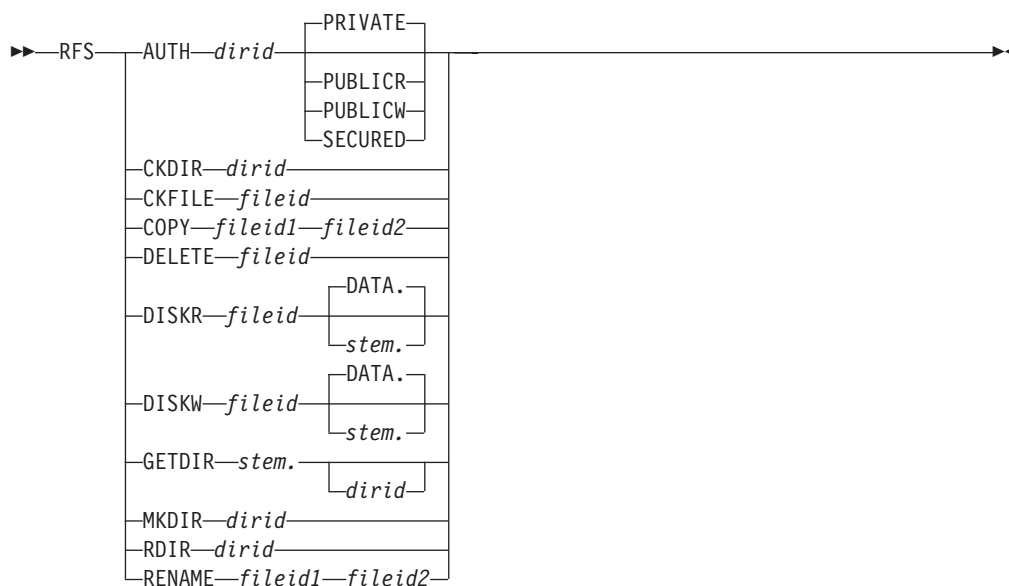 PRIVATE
RFS AUTH dirid
PUBLICR
PUBLICW
SECURED
CKDIR dirid
CKFILE fileid
COPY fileid1 fileid2
DELETE fileid
DATA.
DISKR fileid
stem.
DATA.
DISKW fileid
stem.
GETDIR stem.
dirid
MKDIR dirid
RDIR dirid
RENAME fileid1 fileid2